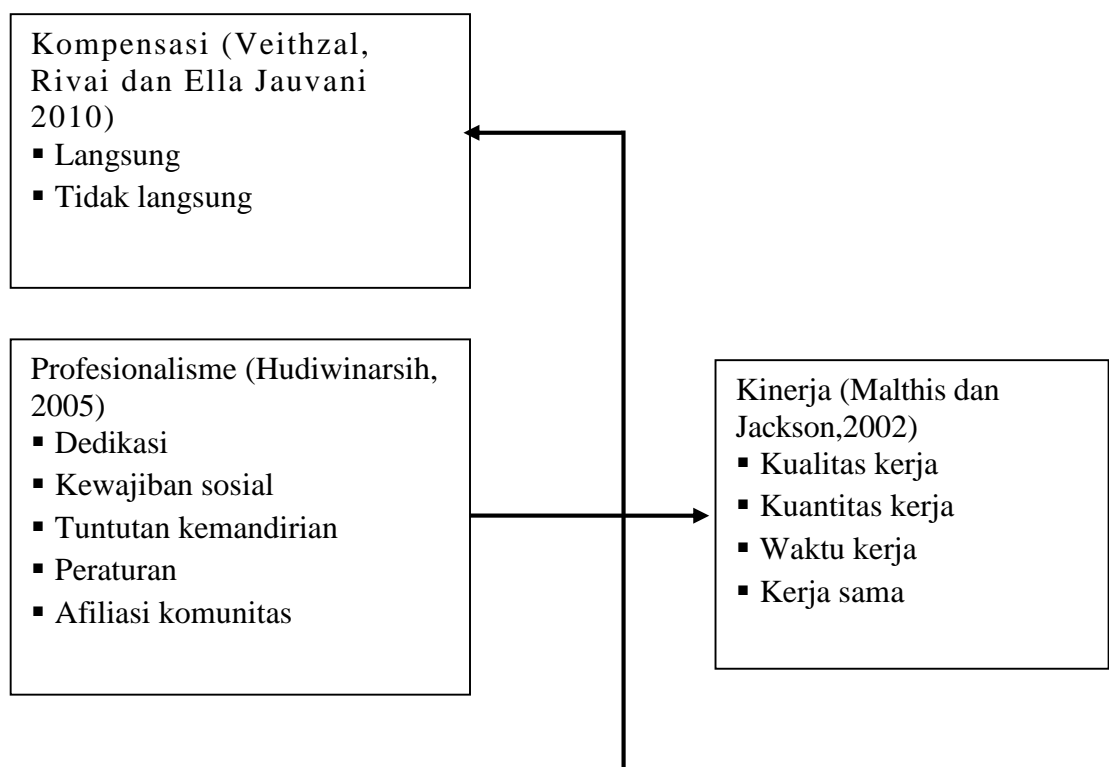 Kompensasi (Veithzal,
Rivai dan Ella Jauvani
2010)
▪ Langsung
▪ Tidak langsung
Profesionalisme (Hudiwinarsih,
2005)
▪ Dedikasi
▪ Kewajiban sosial
▪ Tuntutan kemandirian
▪ Peraturan
▪ Afiliasi komunitas
Kinerja (Malthis dan
Jackson,2002)
▪ Kualitas kerja
▪ Kuantitas kerja
▪ Waktu kerja
▪ Kerja sama